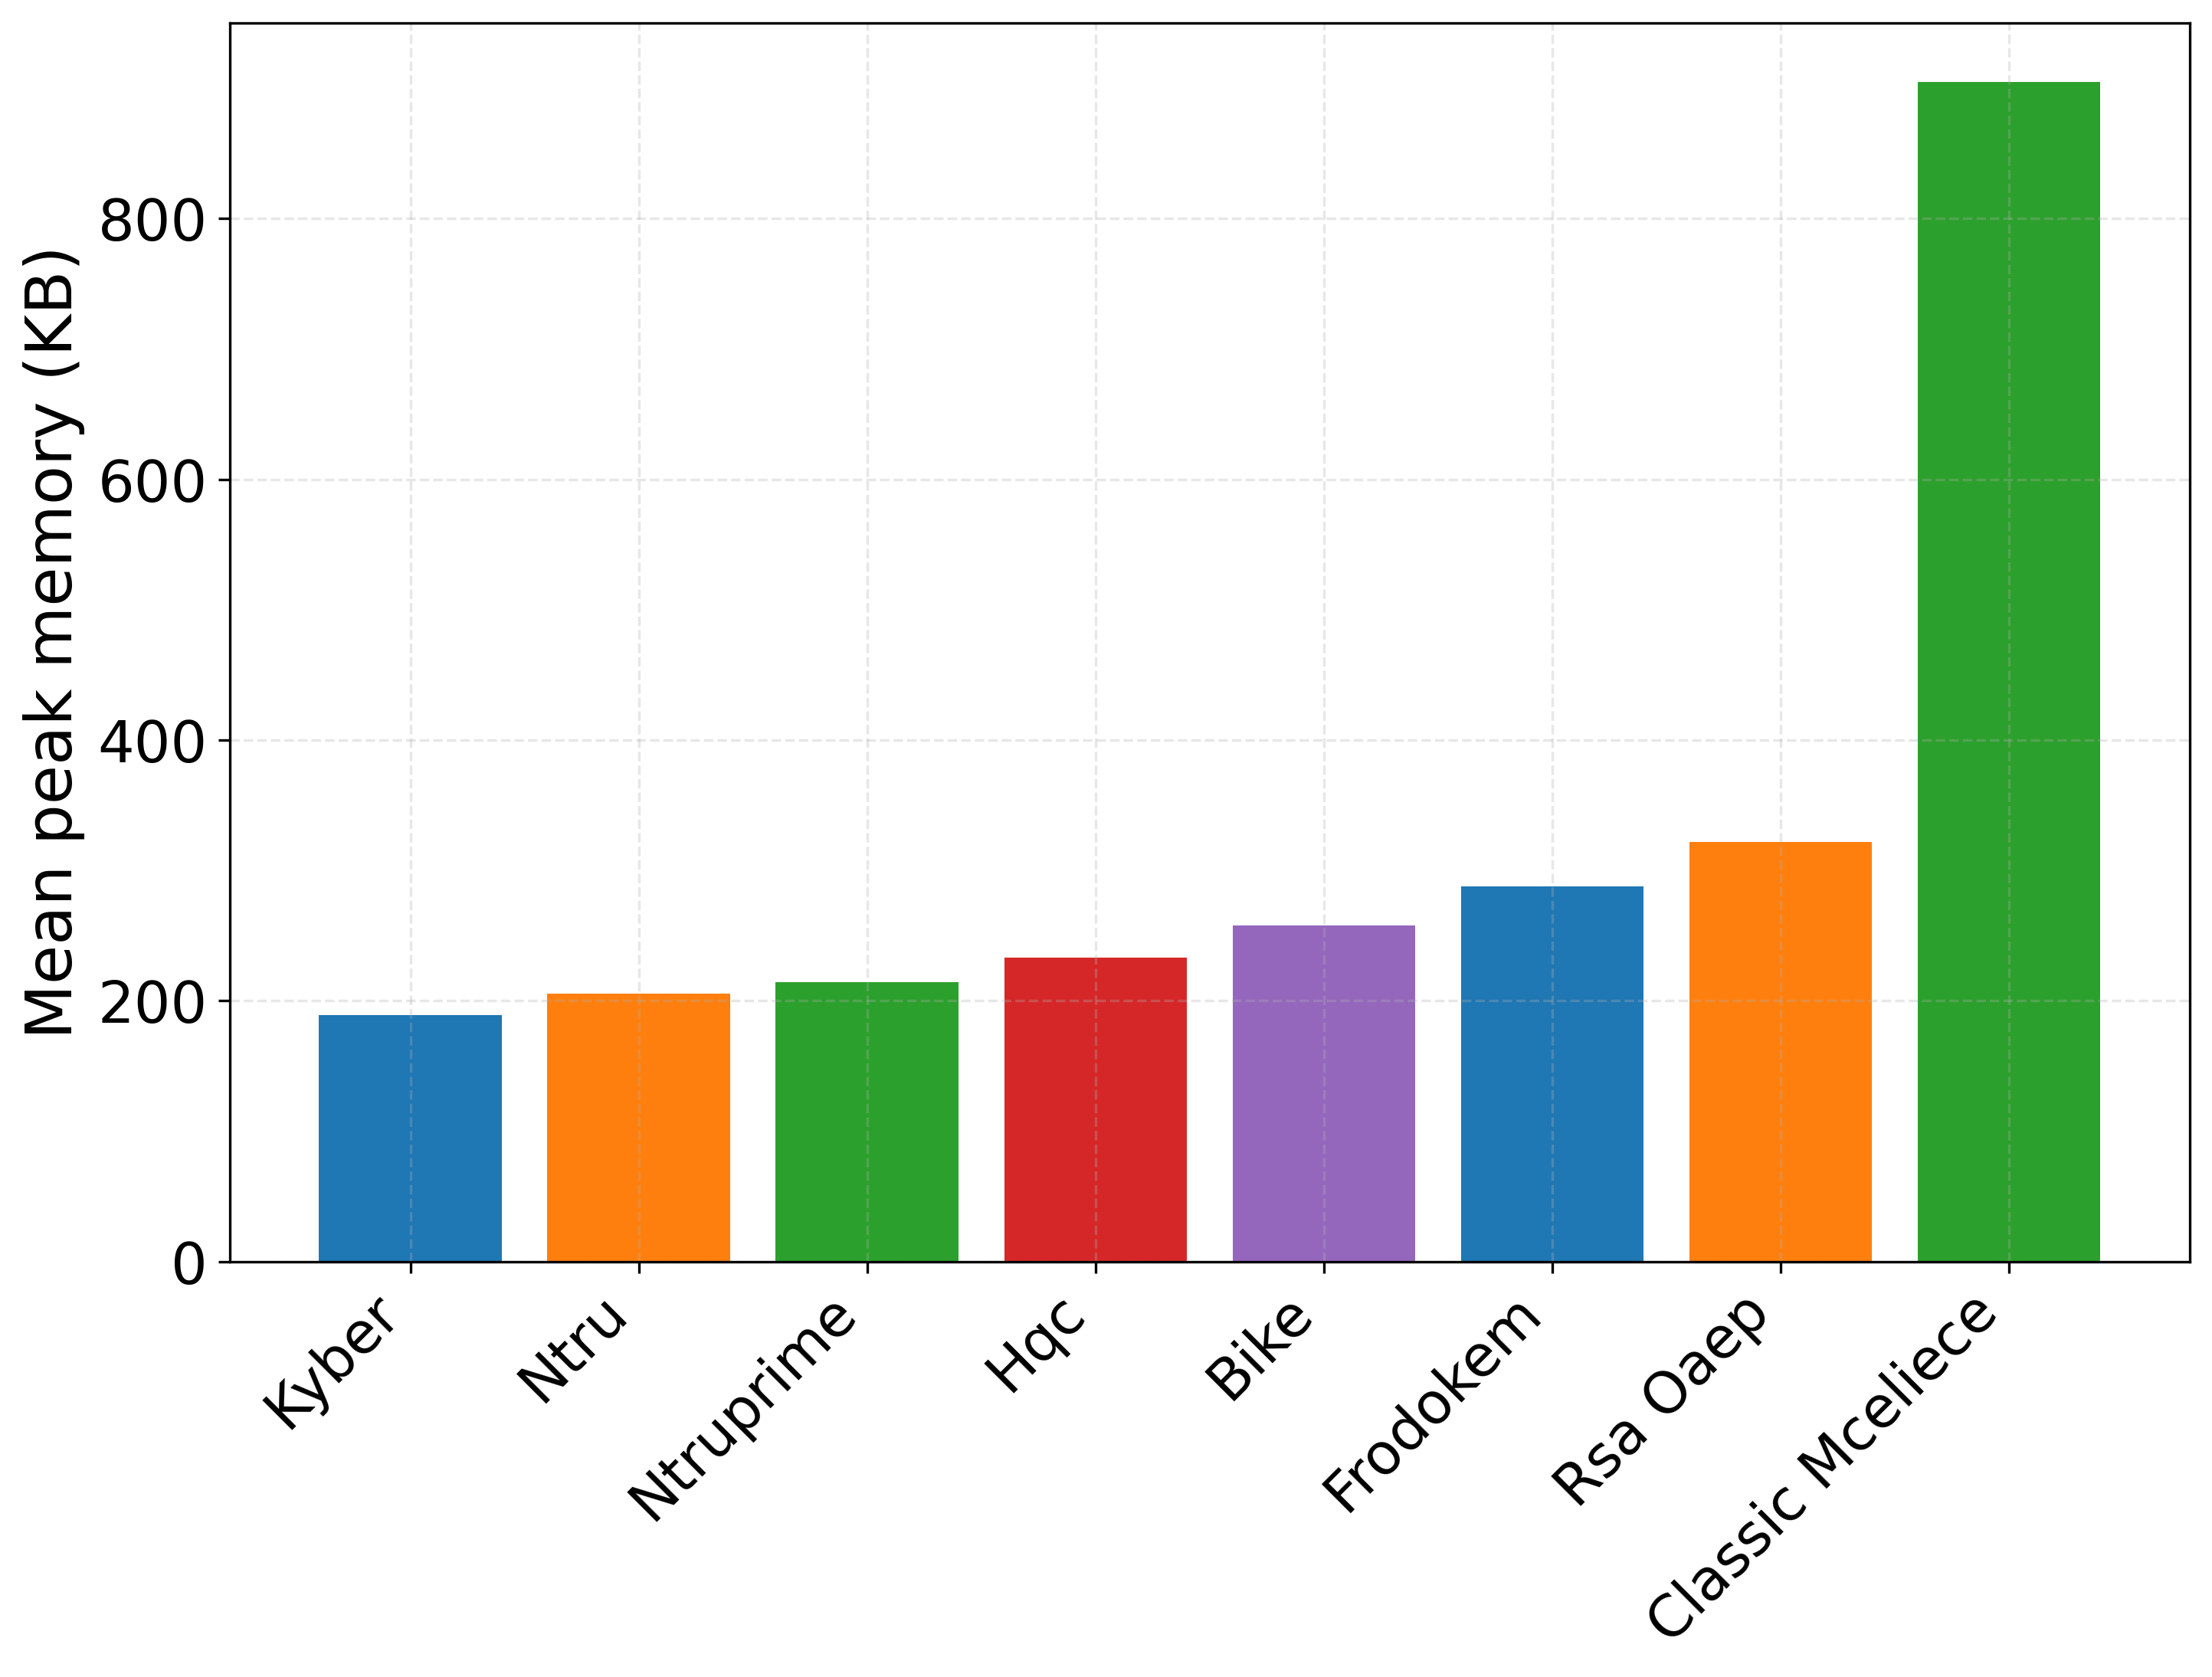 Mean peak memory (KB)
800
600
400
200
0
Kyber
Ntru
Ntruprime
Hqc
Bike
Frodokem
Rsa Oaep
Classic Mceliece